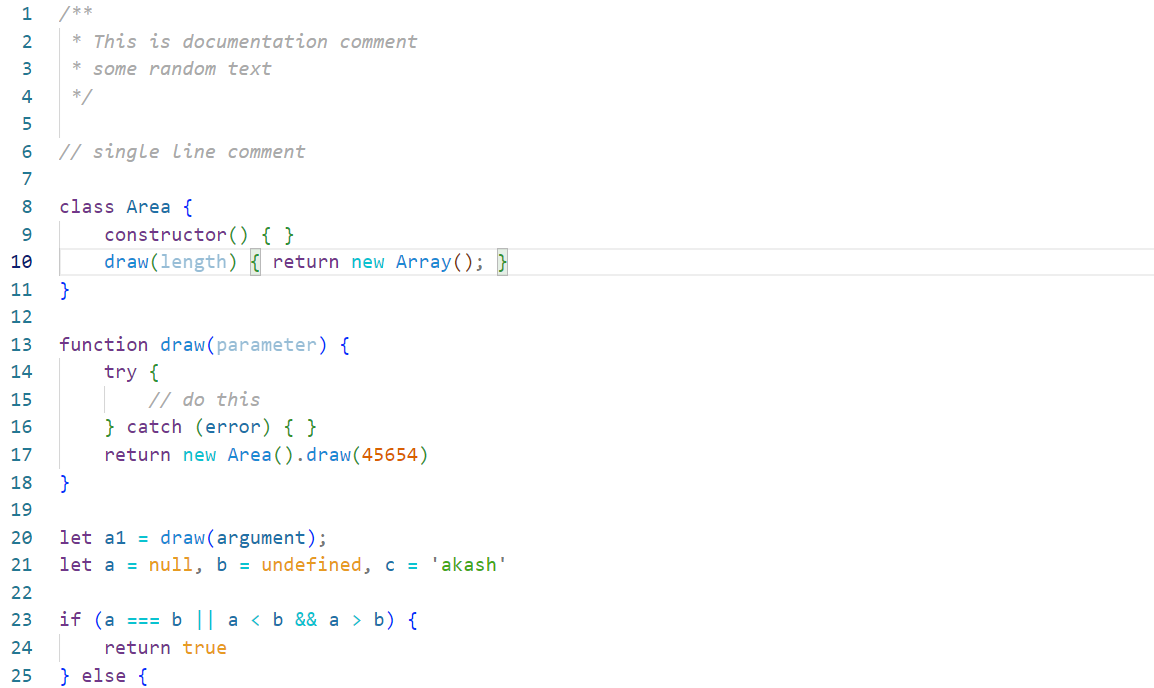 1 /**
2  * This is documentation comment
3  * some random text
4  */
5
6 // single line comment
7
8 class Area {
9     constructor() { }
10     draw(length) { return new Array(); }
11 }
12
13 function draw(parameter) {
14     try {
15         // do this
16     } catch (error) { }
17     return new Area().draw(45654)
18 }
19
20 let a1 = draw(argument);
21 let a = null, b = undefined, c = 'akash'
22
23 if (a === b || a < b && a > b) {
24     return true
25 } else {